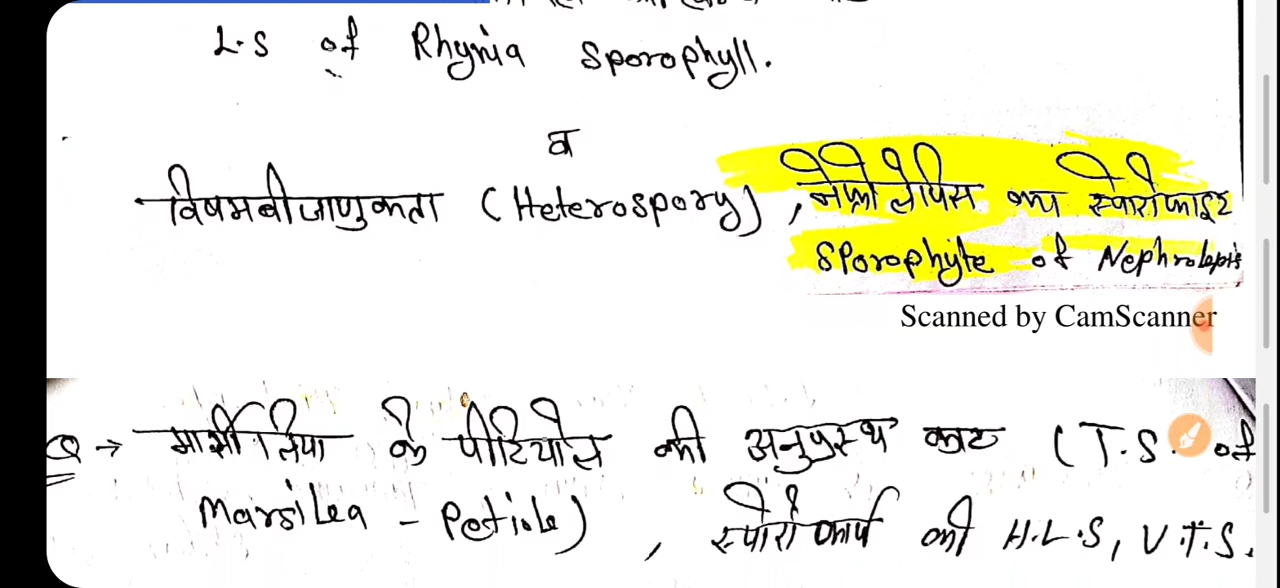 L.S of Rhynia Sporophyll.
व
विषमबीजाणुकता (Heterospory), नेफ्रोलेपिस का स्पोरोफाइट
Sporophyte of Nephrolepis
Scanned by CamScanner
Q → मार्सीलिया के पीटियोल की अनुप्रस्थ काट (T.S. of
Marsilea - Petiole), स्पोरोकार्प की H.L.S, V.T.S.